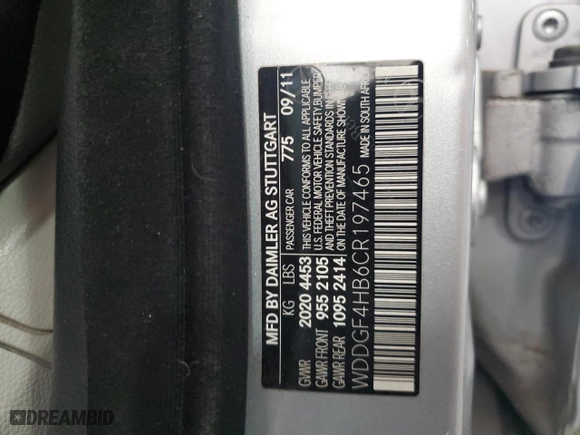 MFD BY DAIMLER AG STUTTGART
KG LBS PASSENGER CAR 775 09/11
GVWR 2020 4453 THIS VEHICLE CONFORMS TO ALL APPLICABLE
GAWR FRONT 955 2105 U.S. FEDERAL MOTOR VEHICLE SAFETY, BUMPER,
GAWR REAR 1095 2414 AND THEFT PREVENTION STANDARDS IN
ON THE DATE OF MANUFACTURE SHOWN
WDDGF4HB6CR197465 MADE IN SOUTH AFRICA
DREAMBID